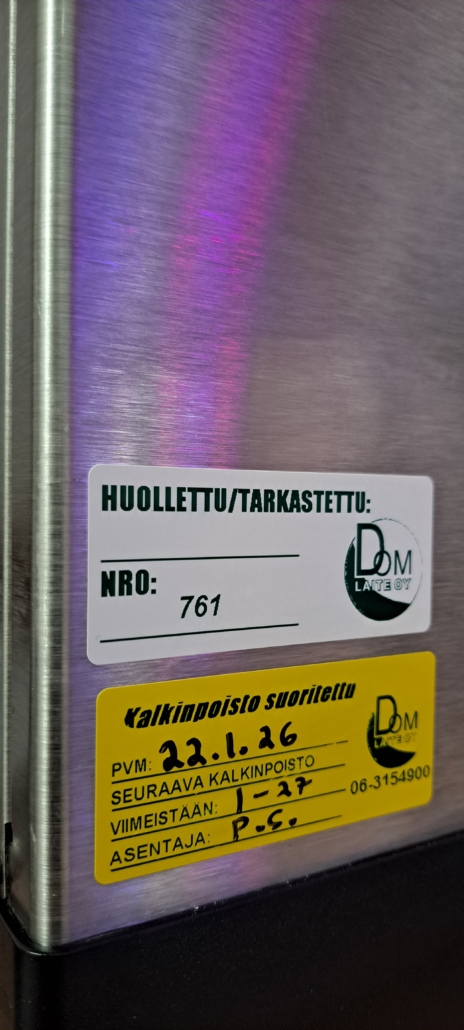 HUOLLETTU/TARKASTETTU:
NRO:
761
DOM
LAITE OY
Kalkinpoisto suoritettu
PVM: 22.1.26
SEURAAVA KALKINPOISTO
VIIMEISTÄÄN: 1-27
ASENTAJA: P.S.
DOM
LAITE OY
06-3154900